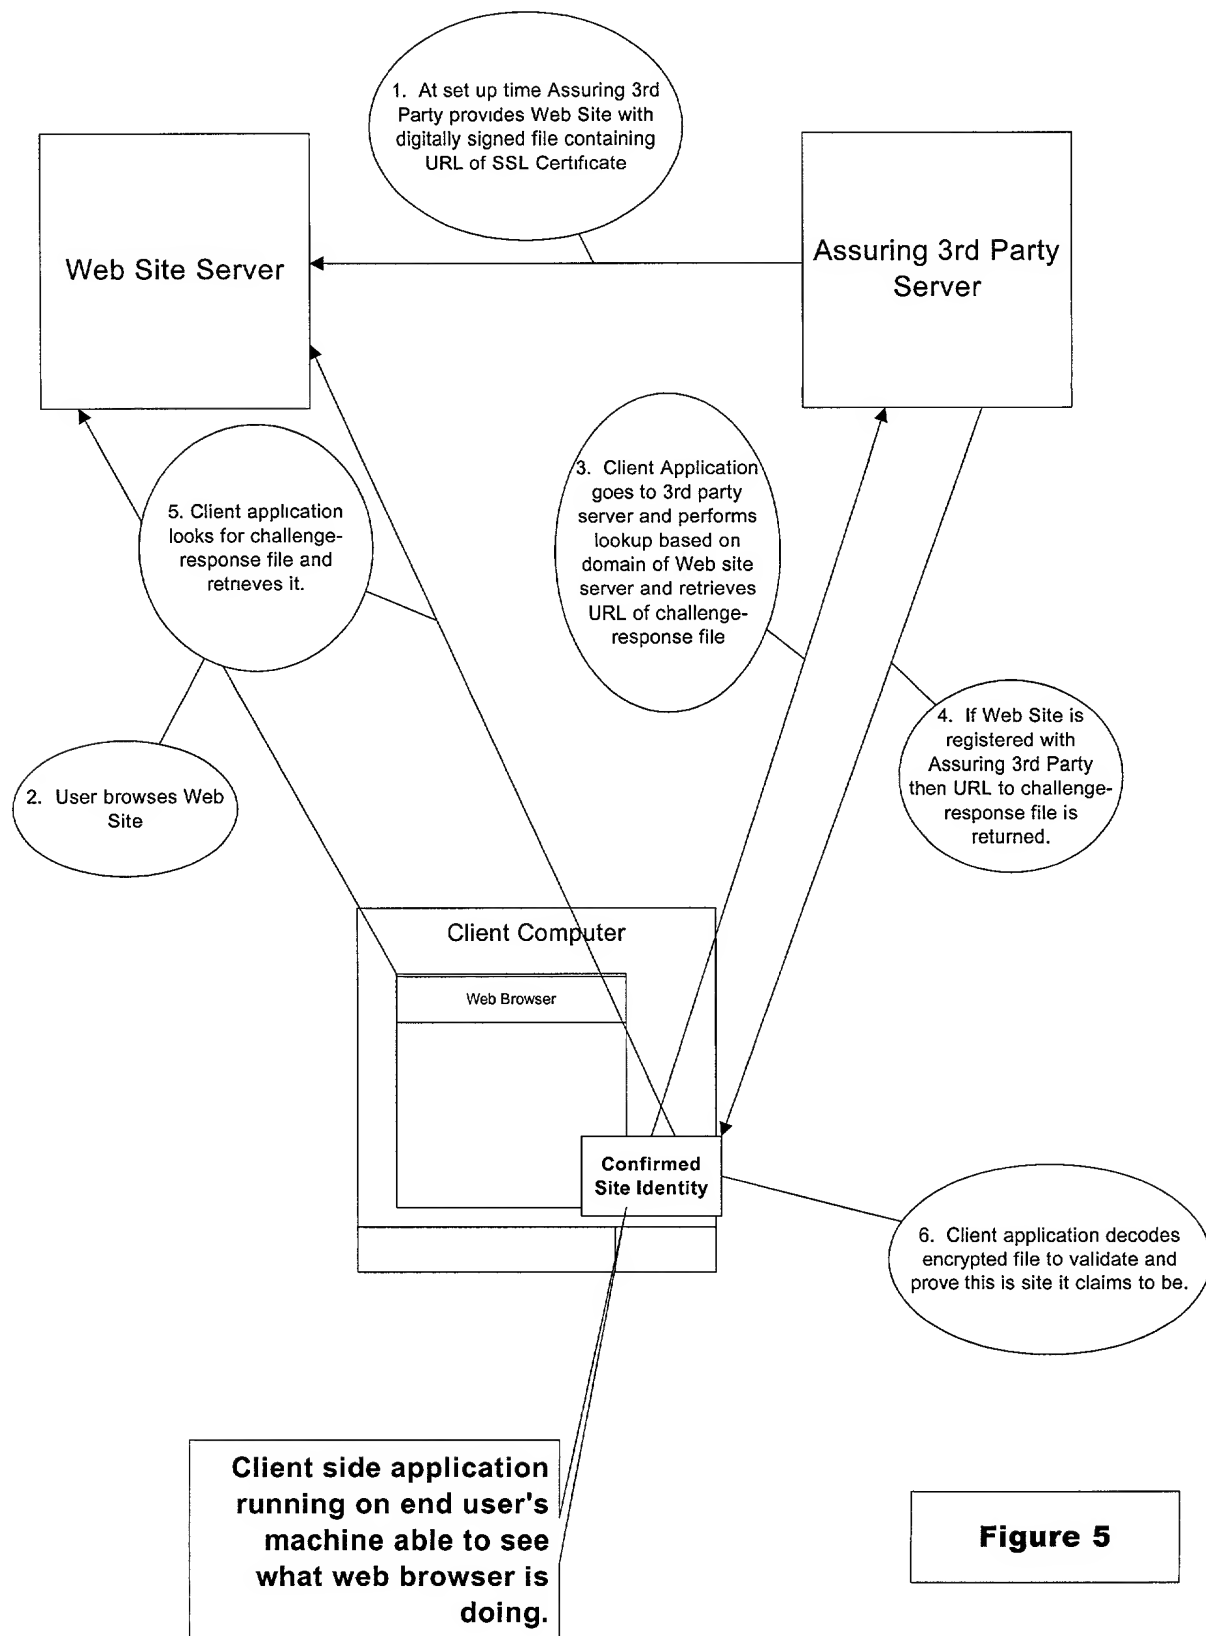 1. At set up time Assuring 3rd
Party provides Web Site with
digitally signed file containing
URL of SSL Certificate
Web Site Server
Assuring 3rd Party
Server
3. Client Application
goes to 3rd party
server and performs
lookup based on
domain of Web site
server and retrieves
URL of challenge-
response file
5. Client application
looks for challenge-
response file and
retrieves it.
4. If Web Site is
registered with
Assuring 3rd Party
then URL to challenge-
response file is
returned.
2. User browses Web
Site
Client Computer
Web Browser
Confirmed
Site Identity
6. Client application decodes
encrypted file to validate and
prove this is site it claims to be.
Client side application
running on end user's
machine able to see
what web browser is
doing.
Figure 5